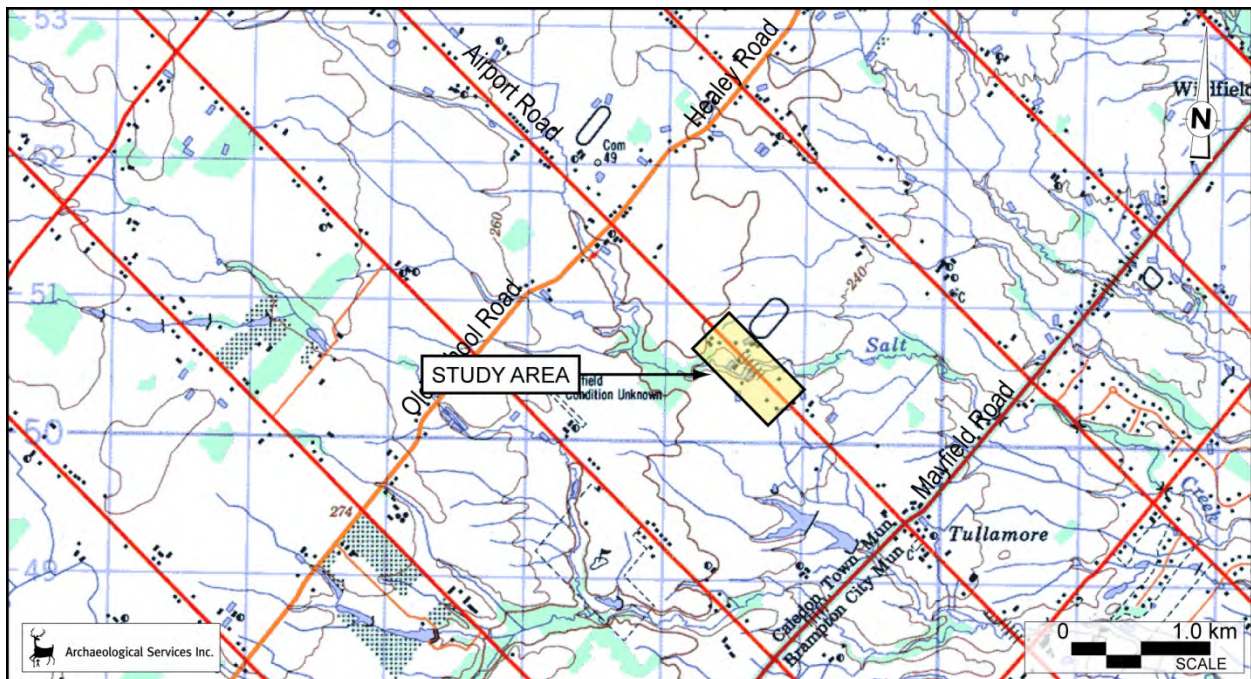 53
Airport Road
Healey Road
N
52
Com
49
260
51
240
Old School Road
STUDY AREA
Condition Unknown
Salt
Mayfield Road
50
Creek
274
Tullamore
49
Caledon Town Mun
Brampton City Mun
C
C
Archaeological Services Inc.
0 1.0 km
SCALE